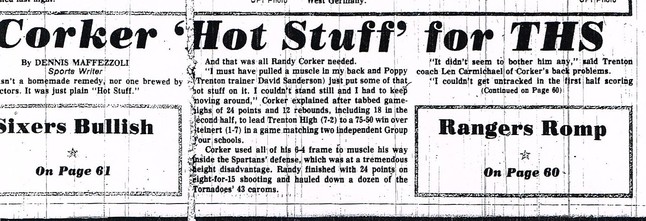 West Germany.
Corker 'Hot Stuff' for THS
By DENNIS MAFFEZZOLI
Sports Writer
sn't a homemade remedy, nor one brewed by
ctors. It was just plain "Hot Stuff."
Sixers Bullish
On Page 61
And that was all Randy Corker needed.
"I must have pulled a muscle in my back and Poppy
Trenton trainer David Sanderson) just put some of that
hot stuff on it. I couldn't stand still and I had to keep
moving around," Corker explained after tabbed game-
highs of 24 points and 12 rebounds, including 18 in the
second half, to lead Trenton High (7-2) to a 75-50 win over
Steinert (1-7) in a game matching two independent Group
Four schools.
Corker used all of his 6-4 frame to muscle his way
inside the Spartans' defense, which was at a tremendous
height disadvantage. Randy finished with 24 points on
eight-for-15 shooting and hauled down a dozen of the
Tornadoes' 43 caroms.
"It didn't seem to bother him any," said Trenton
coach Len Carmichael of Corker's back problems.
"I couldn't get untracked in the first half scoring
(Continued on Page 60)
Rangers Romp
On Page 60